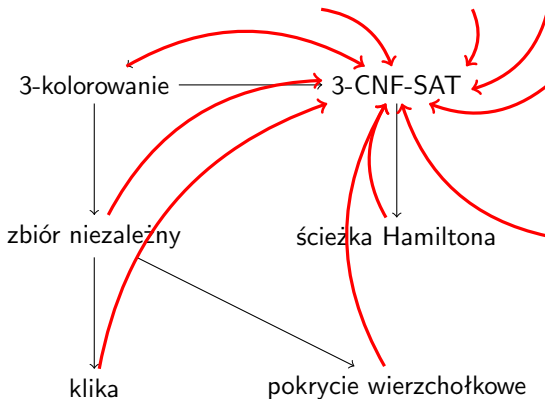 3-kolorowanie
3-CNF-SAT
zbiór niezależny
ścieżka Hamiltona
klika
pokrycie wierzchołkowe